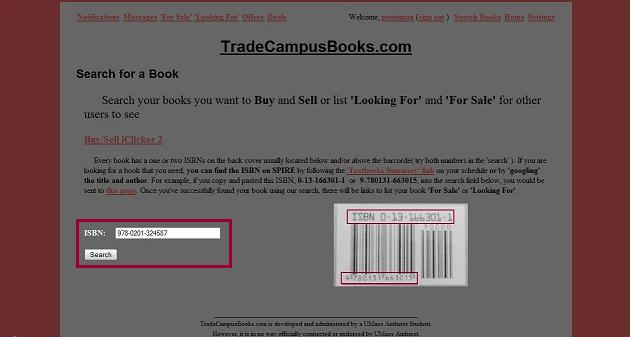 Notifications Messages 'For Sale' 'Looking For' Offers Deals Welcome, penniman (sign out ) Search Books Home Settings
TradeCampusBooks.com
Search for a Book
Search your books you want to Buy and Sell or list 'Looking For' and 'For Sale' for other
users to see
Buy/Sell iClicker 2
Every book has a one or two ISBNs on the back cover usually located below and/or above the barcorde( try both numbers in the 'search' ). If you are
looking for a book that you need, you can find the ISBN on SPIRE by following the 'Textbooks Summary' link on your schedule or by 'googling'
the title and author. For example, if you copy and pasted this ISBN, 0-13-166301-1 or 9-780131-663015, into the search field below, you would be
sent to this page. Once you've successfully found your book using our search, there will be links to list your book 'For Sale' or 'Looking For'.
ISBN: 978-0201-324587
Search
ISBN 0-13-166301-1
90000
9 780131 663015
TradeCampusBooks.com is developed and administered by a UMass Amherst Student.
However, it is in no way officially connected or endorsed by UMass Amherst.